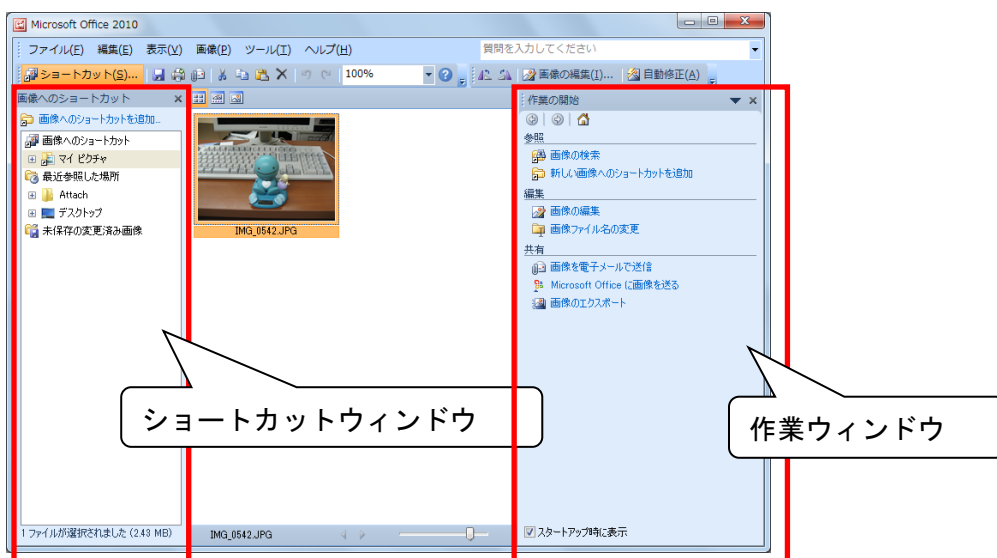 Microsoft Office 2010
ファイル(F) 編集(E) 表示(V) 画像(P) ツール(T) ヘルプ(H) 質問を入力してください
ショートカット(S)... 100% 画像の編集(I)... 自動修正(A)
画像へのショートカット
画像へのショートカットを追加...
画像へのショートカット
マイ ピクチャ
最近参照した場所
Attach
デスクトップ
未保存の変更済み画像
IMG_0542.JPG
作業の開始
参照
画像の検索
新しい画像へのショートカットを追加
編集
画像の編集
画像ファイル名の変更
共有
画像を電子メールで送信
Microsoft Office に画像を送る
画像のエクスポート
ショートカットウィンドウ
作業ウィンドウ
1 ファイルが選択されました (2.43 MB)
IMG_0542.JPG
スタートアップ時に表示